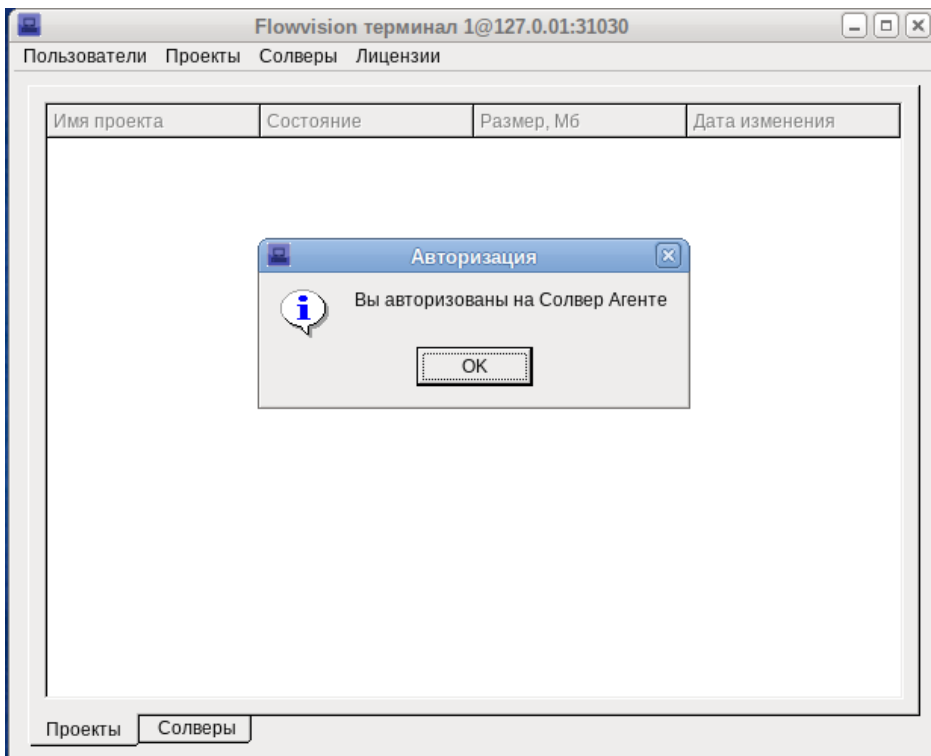 Flowvision терминал 1@127.0.01:31030
Пользователи Проекты Солверы Лицензии
Имя проекта Состояние Размер, Мб Дата изменения
Авторизация
Вы авторизованы на Солвер Агенте
OK
Проекты Солверы